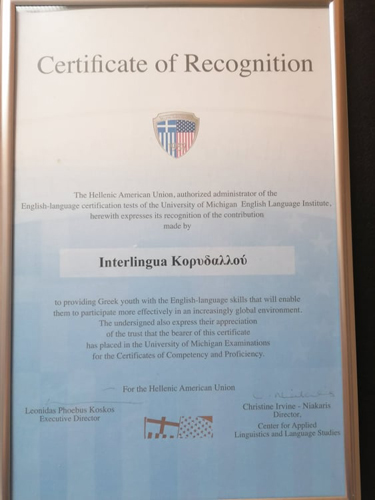 Certificate of Recognition
The Hellenic American Union, authorized administrator of the
English-language certification tests of the University of Michigan English Language Institute,
herewith expresses its recognition of the contribution
made by
Interlingua Κορυδαλλού
to providing Greek youth with the English-language skills that will enable
them to participate more effectively in an increasingly global environment.
The undersigned also express their appreciation
of the trust that the bearer of this certificate
has placed in the University of Michigan Examinations
for the Certificates of Competency and Proficiency.
For the Hellenic American Union
Leonidas Phoebus Koskos
Executive Director
Christine Irvine - Niakaris
Director,
Center for Applied
Linguistics and Language Studies